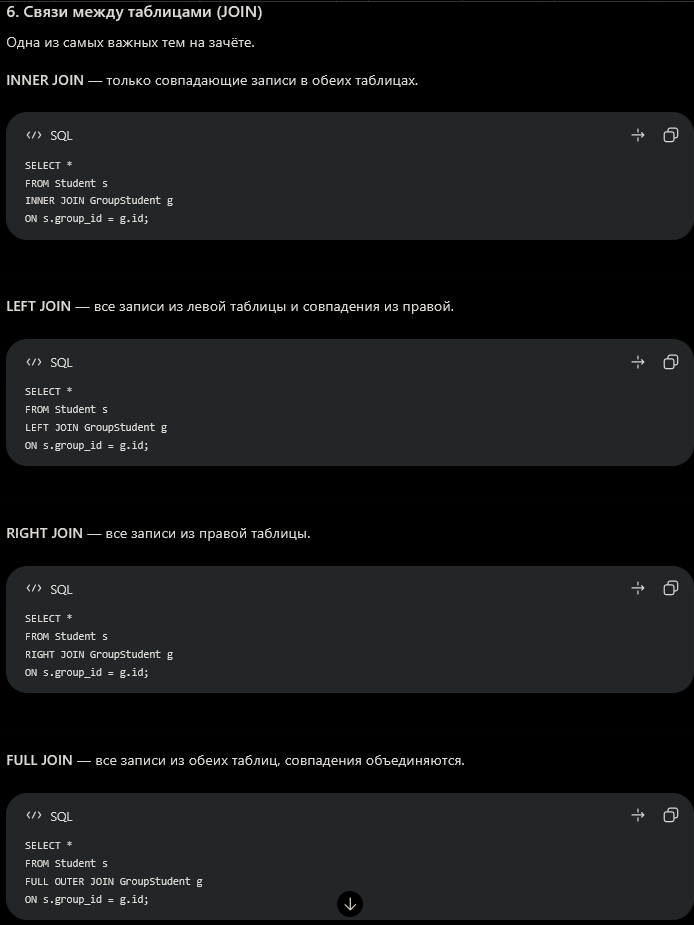 6. Связи между таблицами (JOIN)
Одна из самых важных тем на зачёте.
INNER JOIN — только совпадающие записи в обеих таблицах.
SQL
SELECT *
FROM Student s
INNER JOIN GroupStudent g
ON s.group_id = g.id;
LEFT JOIN — все записи из левой таблицы и совпадения из правой.
SQL
SELECT *
FROM Student s
LEFT JOIN GroupStudent g
ON s.group_id = g.id;
RIGHT JOIN — все записи из правой таблицы.
SQL
SELECT *
FROM Student s
RIGHT JOIN GroupStudent g
ON s.group_id = g.id;
FULL JOIN — все записи из обеих таблиц, совпадения объединяются.
SQL
SELECT *
FROM Student s
FULL OUTER JOIN GroupStudent g
ON s.group_id = g.id;